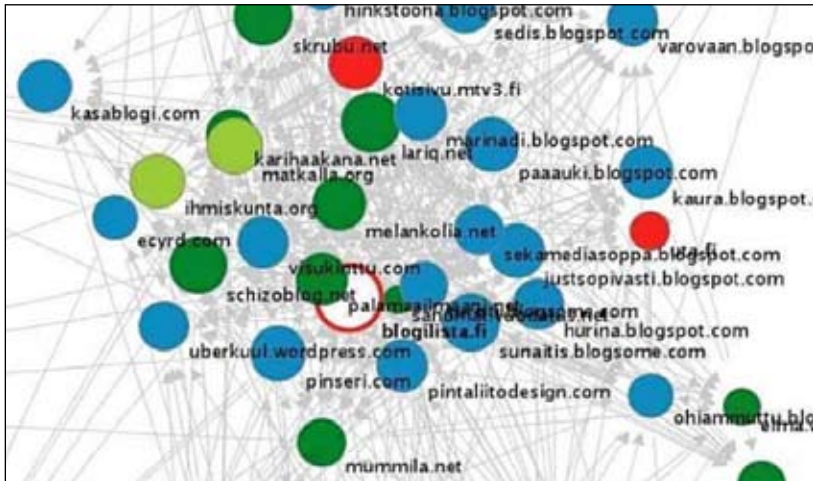 hinkstoona.blogspot.com
sedis.blogspot.com
skrubu.net
varovaan.blogspo
kotisivu.mtv3.fi
kasablogi.com
marinadi.blogspot.com
lariq.net
karihaakana.net
matkalla.org
paaauki.blogspot.com
kaura.blogspot.
ihmiskunta.org
melankolia.net
ecyrd.com
sekamediasoppa.blogspot.com
visukinttu.com
justsopivasti.blogspot.com
schizoblog.net
blogilista.fi
hurina.blogspot.com
uberkuul.wordpress.com
sunaitis.blogsome.com
pinseri.com
pintaliitodesign.com
mummila.net